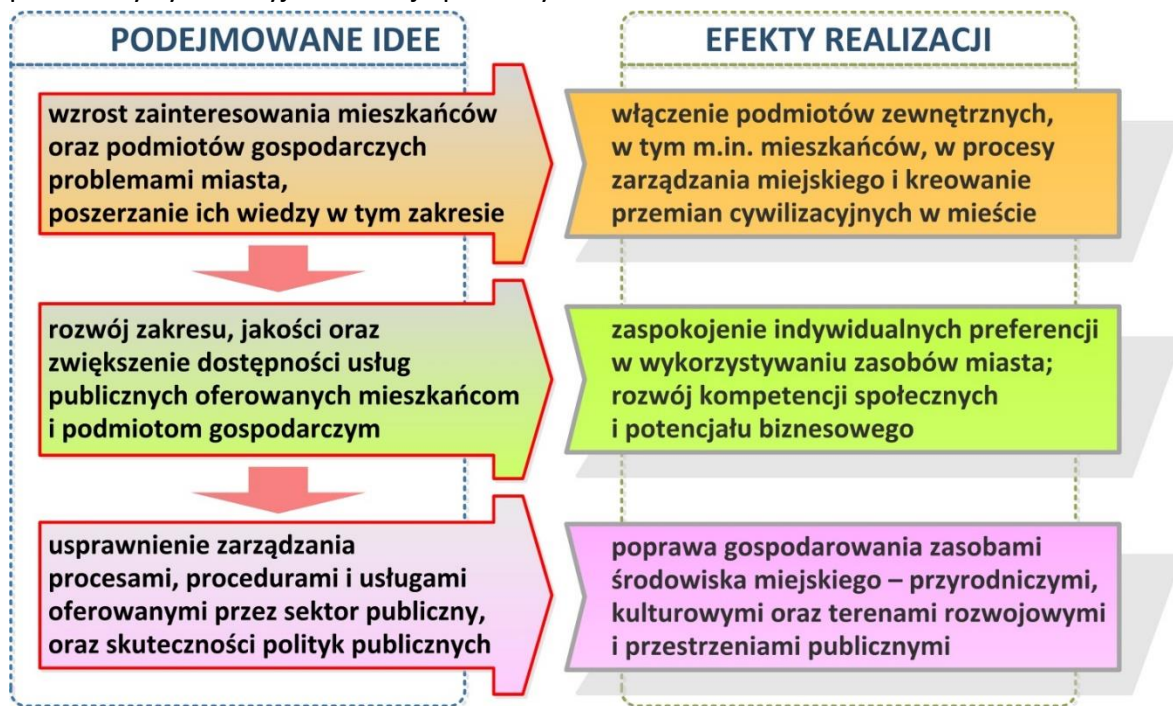 PODEJMOWANE IDEE
EFEKTY REALIZACJI
wzrost zainteresowania mieszkańców
oraz podmiotów gospodarczych
problemami miasta,
poszerzanie ich wiedzy w tym zakresie
włączenie podmiotów zewnętrznych,
w tym m.in. mieszkańców, w procesy
zarządzania miejskiego i kreowanie
przemian cywilizacyjnych w mieście
rozwój zakresu, jakości oraz
zwiększenie dostępności usług
publicznych oferowanych mieszkańcom
i podmiotom gospodarczym
zaspokojenie indywidualnych preferencji
w wykorzystywaniu zasobów miasta;
rozwój kompetencji społecznych
i potencjału biznesowego
usprawnienie zarządzania
procesami, procedurami i usługami
oferowanymi przez sektor publiczny,
oraz skuteczności polityk publicznych
poprawa gospodarowania zasobami
środowiska miejskiego – przyrodniczymi,
kulturowymi oraz terenami rozwojowymi
i przestrzeniami publicznymi